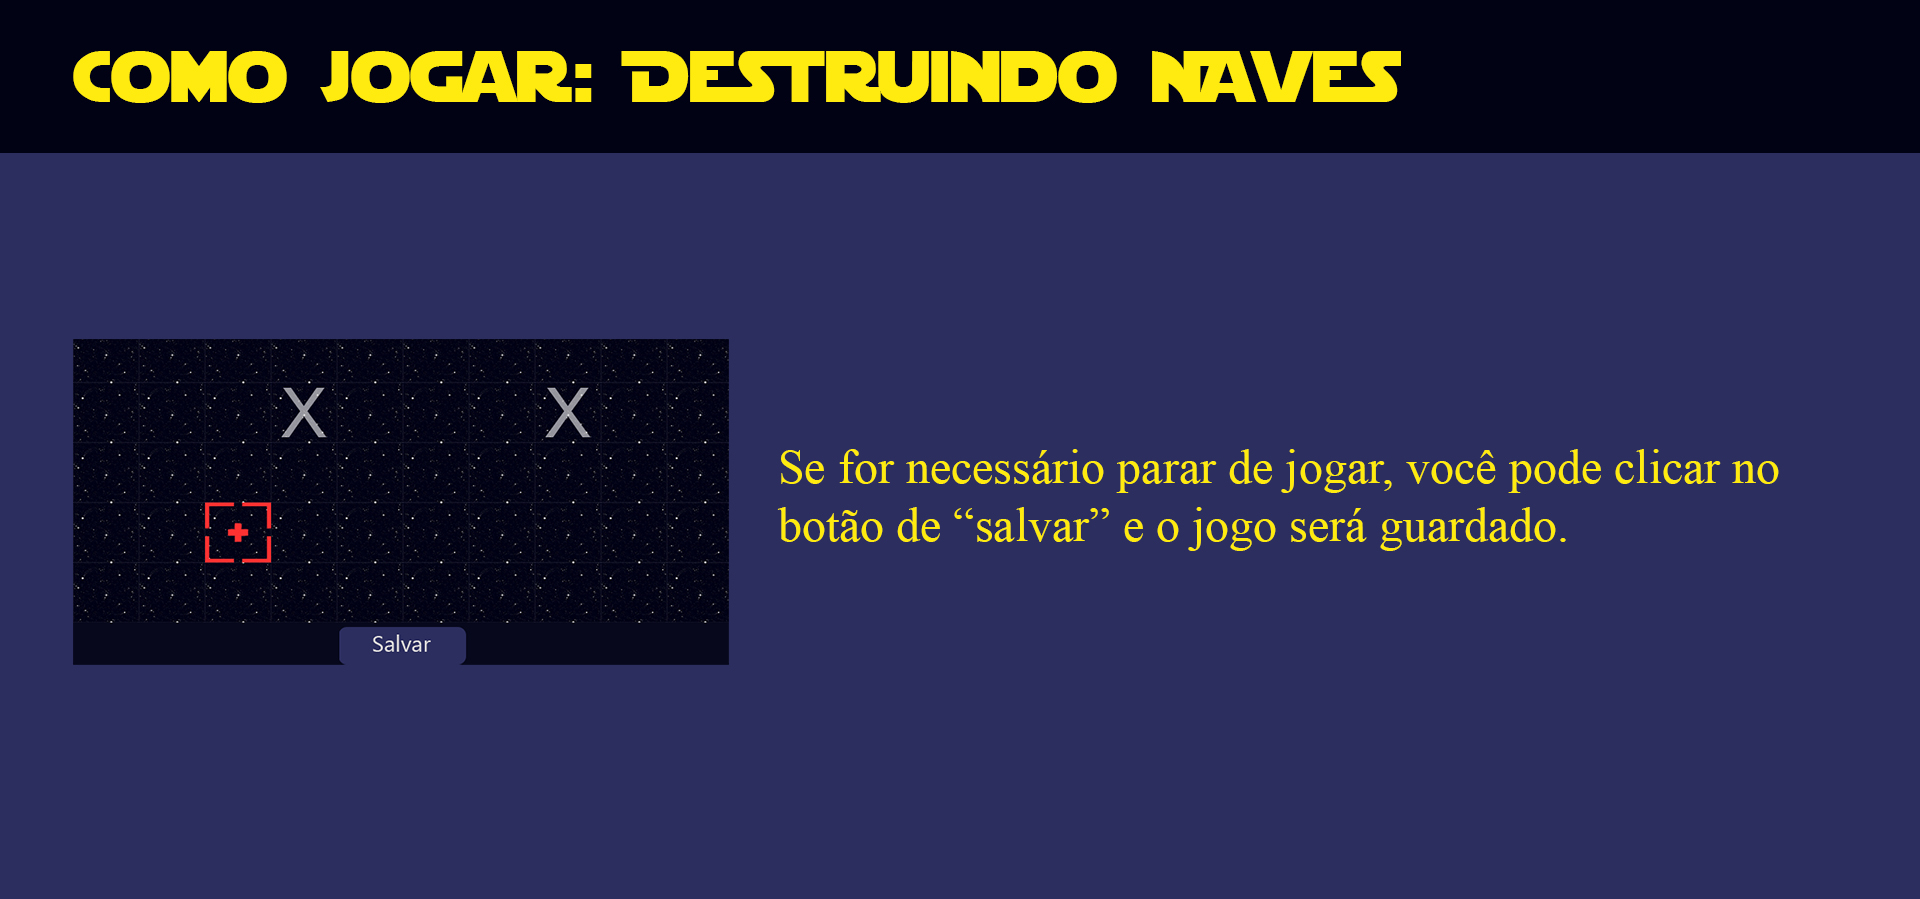 COMO JOGAR: DESTRUINDO NAVES
X X
Se for necessário parar de jogar, você pode clicar no
botão de “salvar” e o jogo será guardado.
Salvar